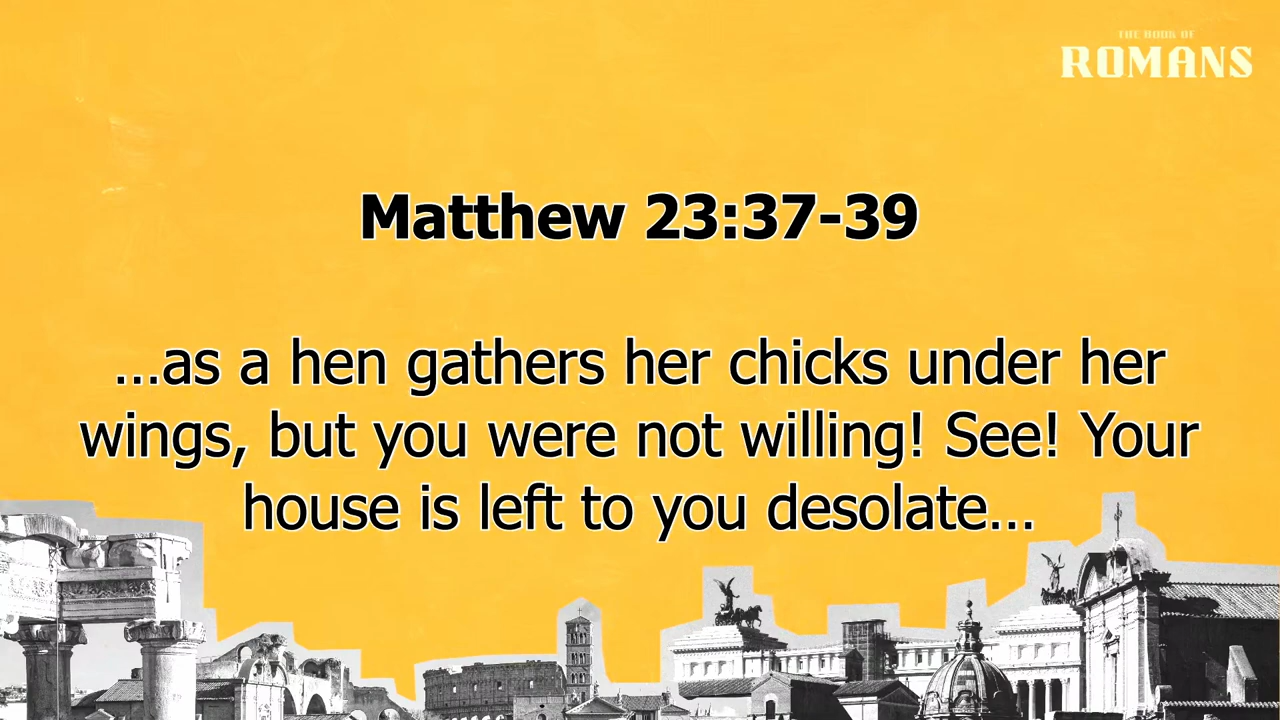 THE BOOK OF
ROMANS
Matthew 23:37-39
...as a hen gathers her chicks under her
wings, but you were not willing! See! Your
house is left to you desolate...